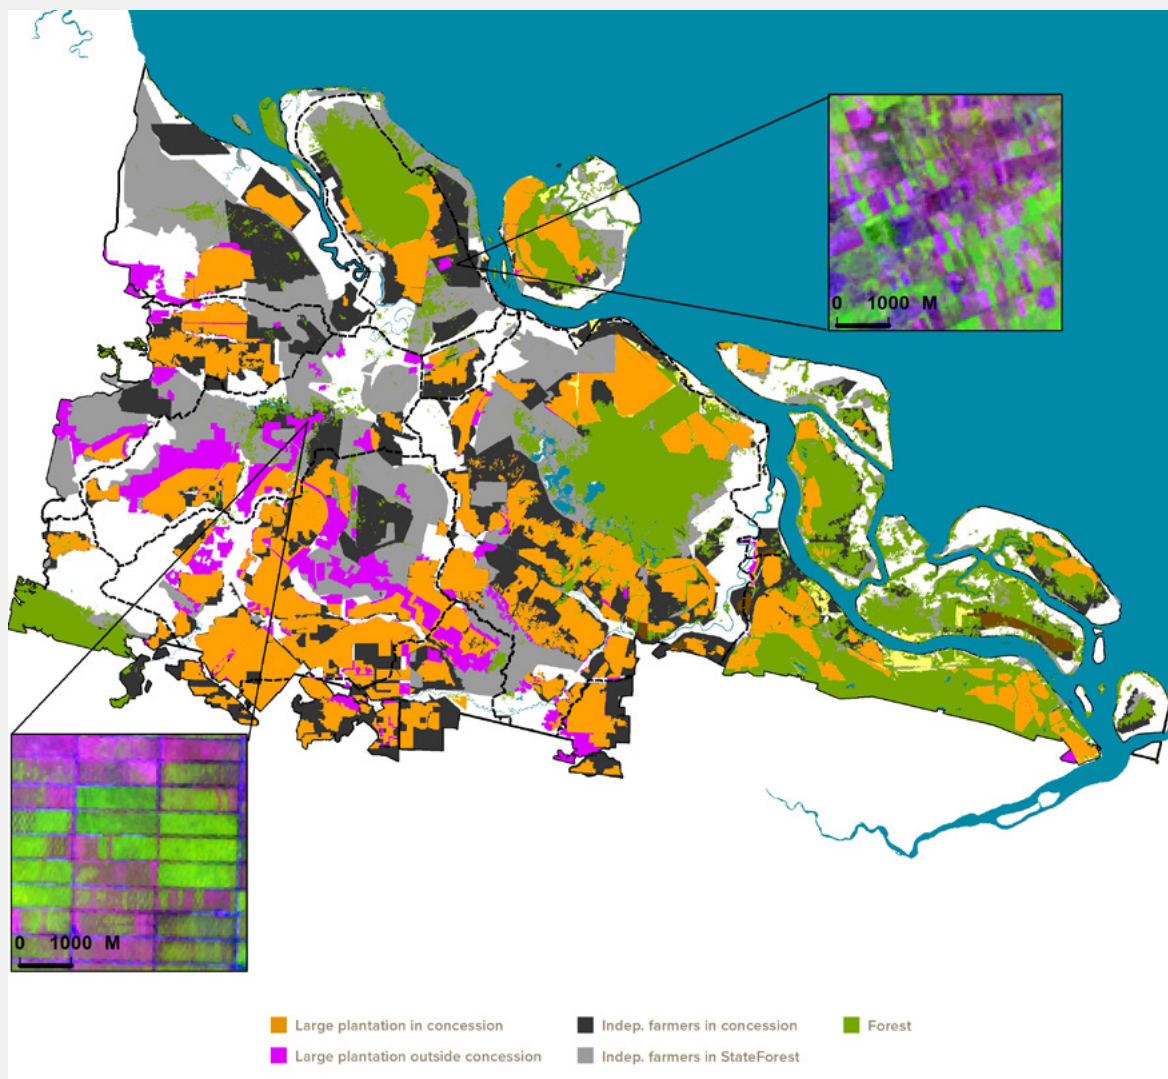 0 1000 M
0 1000 M
Large plantation in concession
Indep. farmers in concession
Forest
Large plantation outside concession
Indep. farmers in StateForest